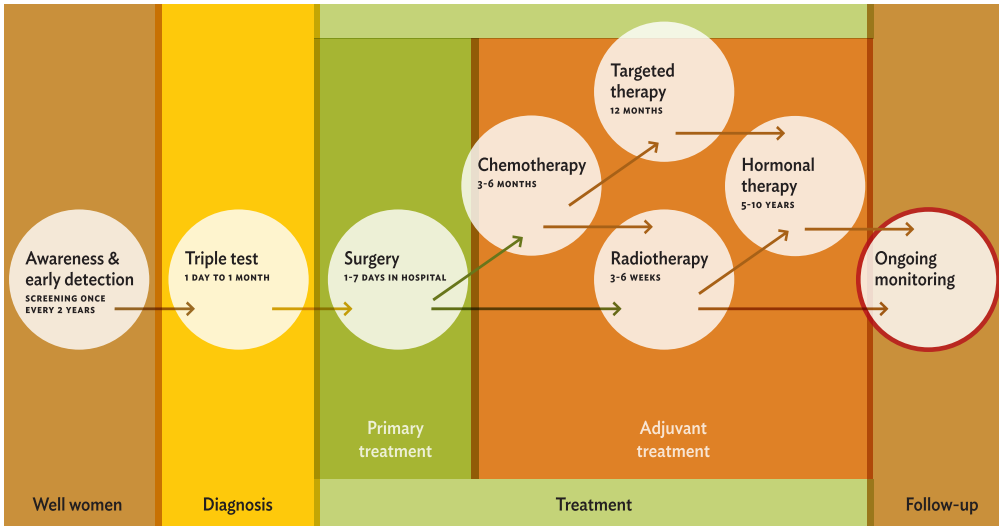 Awareness &
early detection
SCREENING ONCE
EVERY 2 YEARS
Triple test
1 DAY TO 1 MONTH
Surgery
1-7 DAYS IN HOSPITAL
Chemotherapy
3-6 MONTHS
Targeted
therapy
12 MONTHS
Radiotherapy
3-6 WEEKS
Hormonal
therapy
5-10 YEARS
Ongoing
monitoring
Primary
treatment
Adjuvant
treatment
Well women
Diagnosis
Treatment
Follow-up